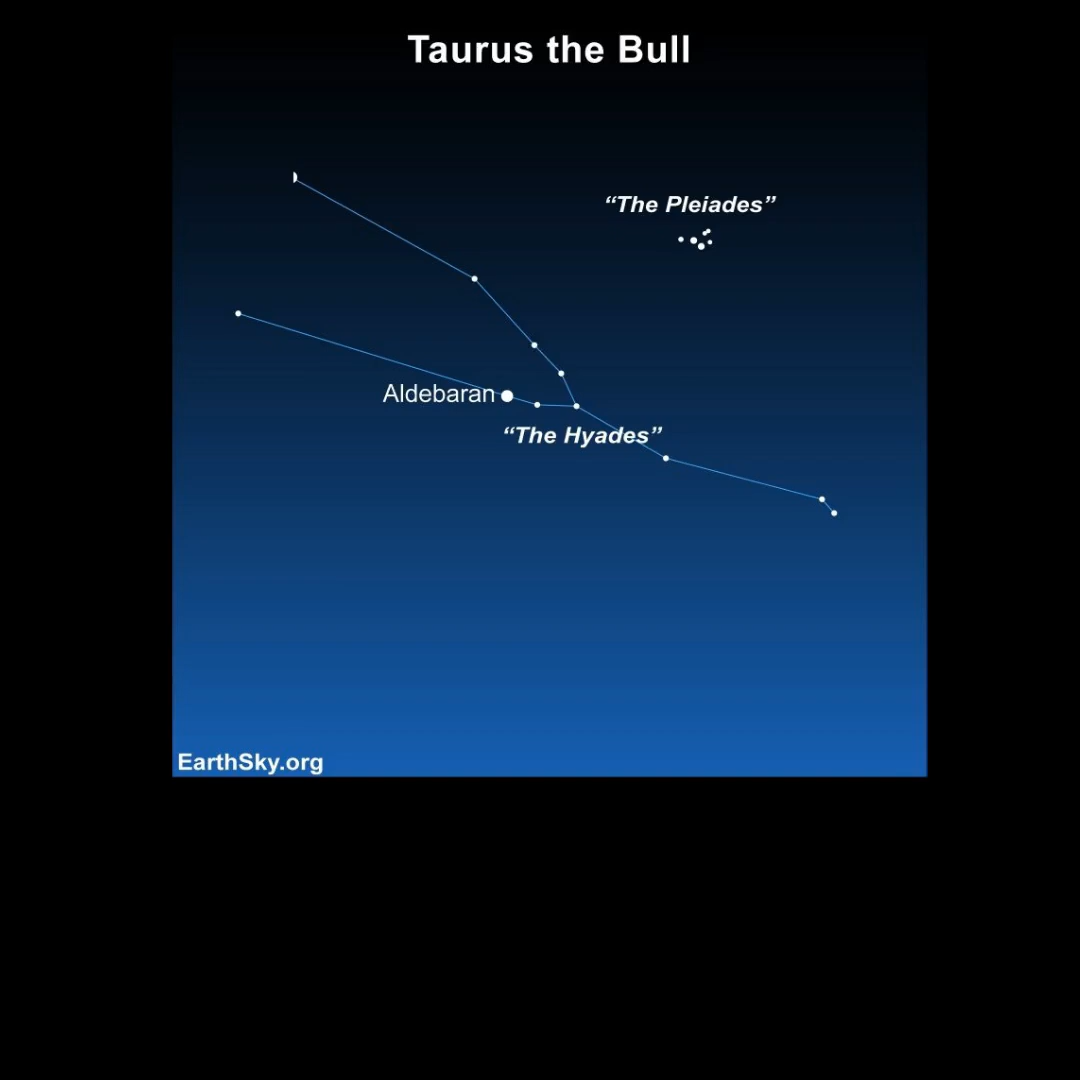 Taurus the Bull
“The Pleiades”
Aldebaran
“The Hyades”
EarthSky.org